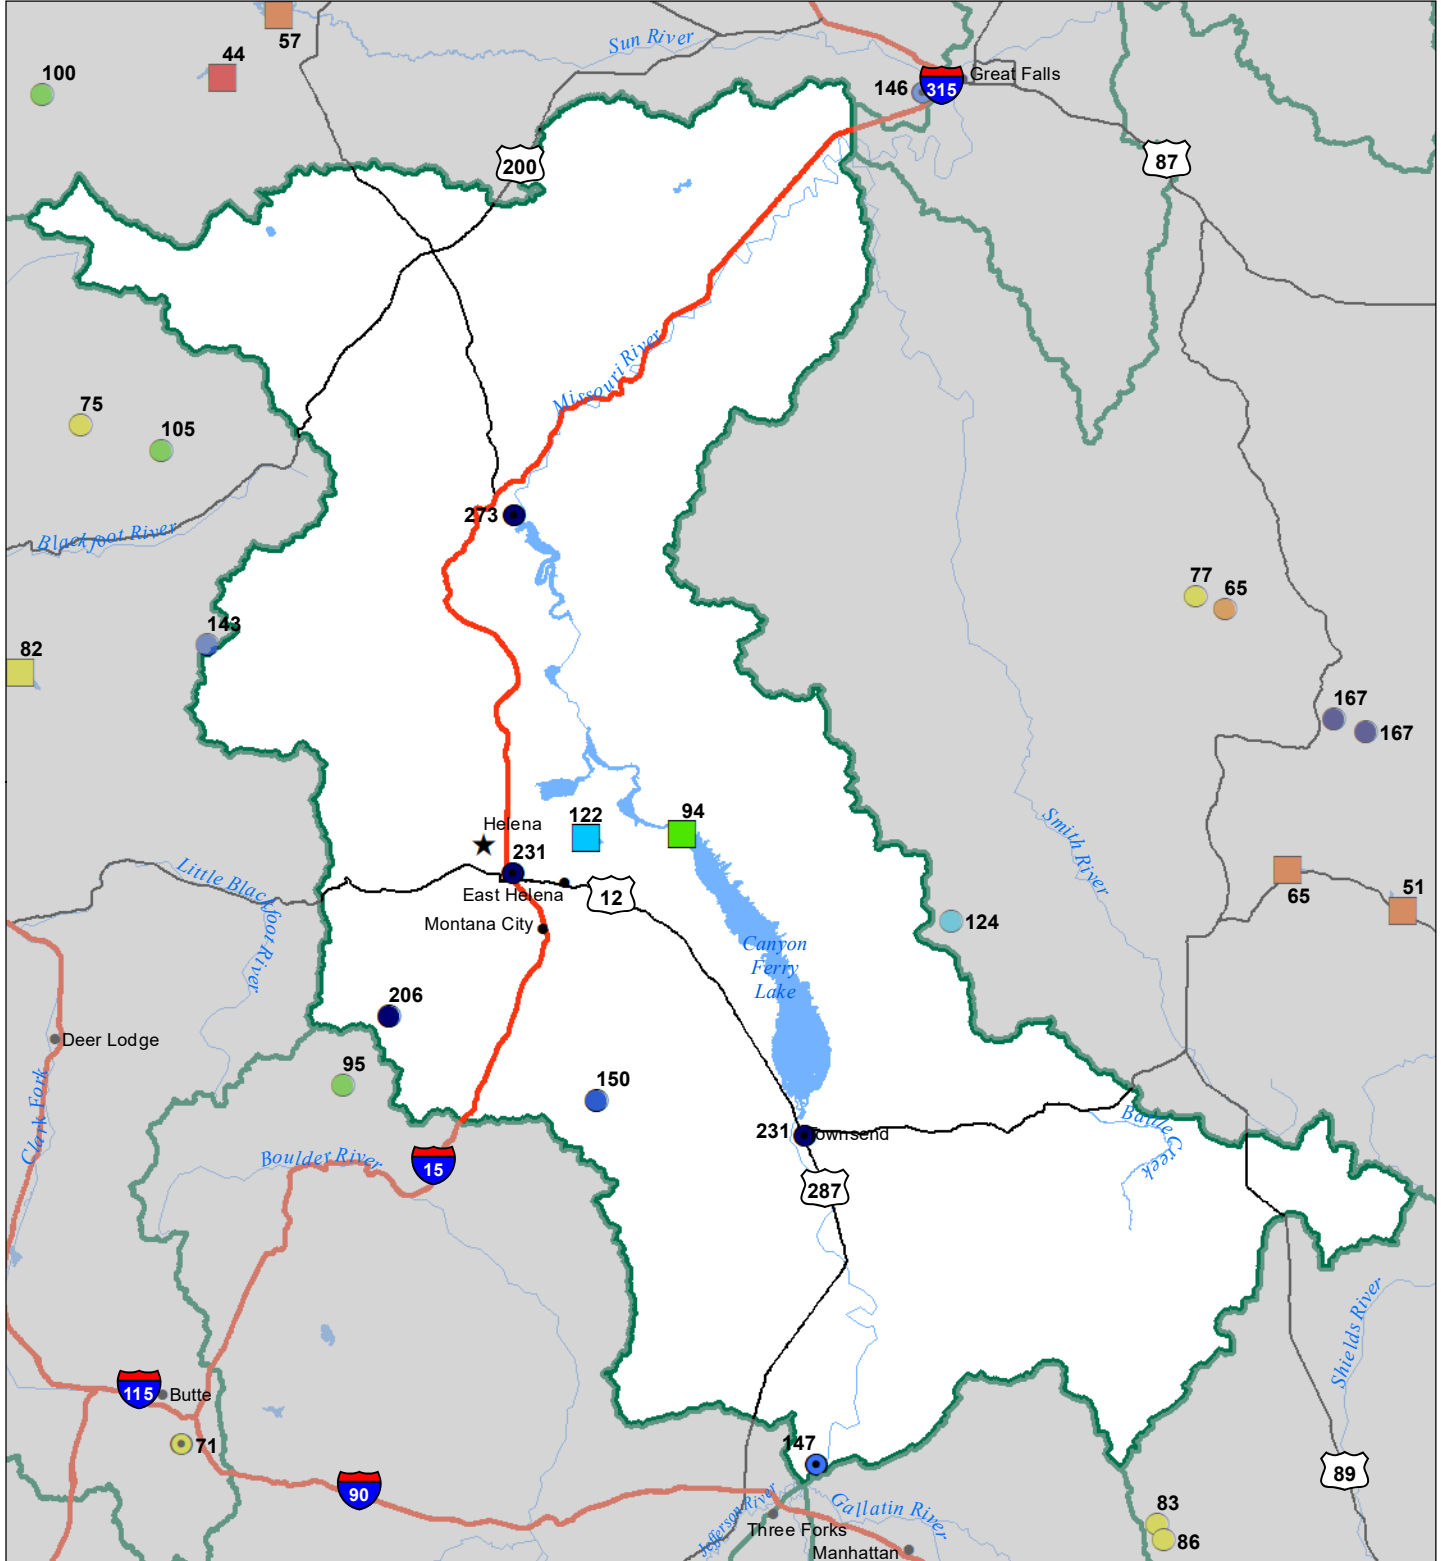 57
44
100
Sun River
146
315
Great Falls
200
87
Missouri River
75
105
273
Blackfoot River
77
65
143
82
167
167
Smith River
122
94
Helena
231
65
51
Little Blackfoot River
East Helena
12
Montana City
124
Canyon
Ferry
Lake
206
Deer Lodge
95
150
Clark Fork
Battle Creek
231
Townsend
Boulder River
15
287
Shields River
115
Butte
71
147
90
89
Jefferson River
Gallatin River
83
86
Three Forks
Manhattan